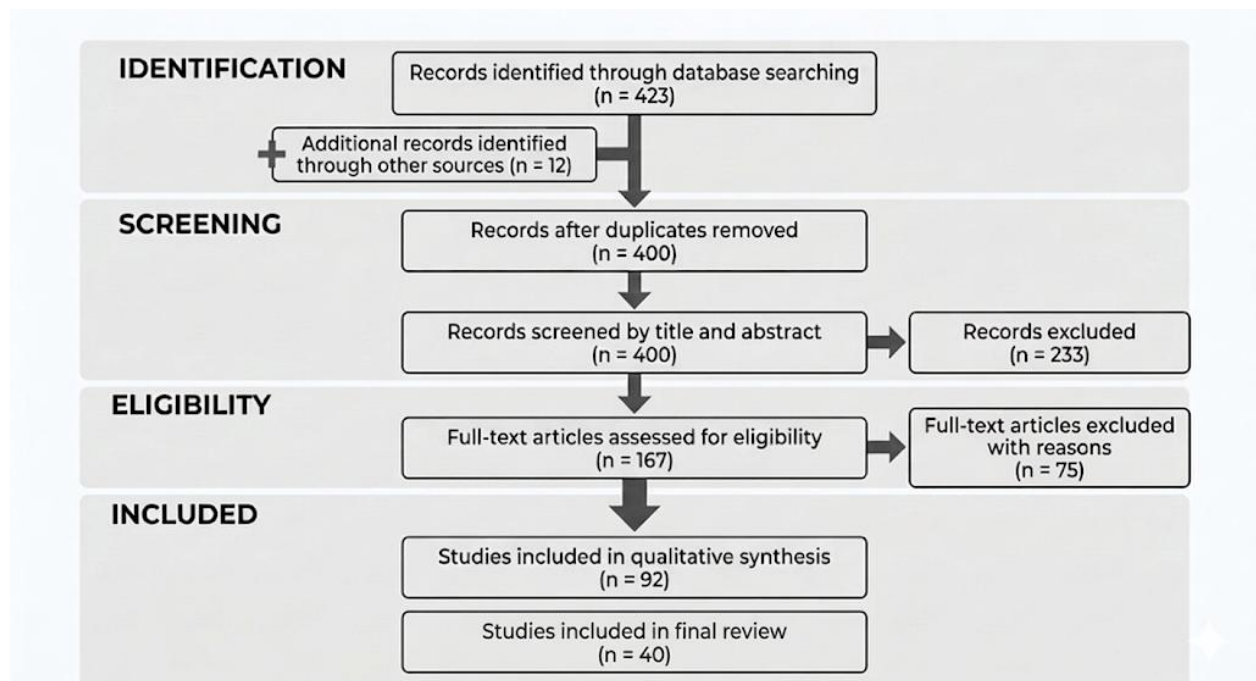 IDENTIFICATION
Records identified through database searching
(n = 423)
+ Additional records identified
through other sources (n = 12)
SCREENING
Records after duplicates removed
(n = 400)
Records screened by title and abstract
(n = 400)
Records excluded
(n = 233)
ELIGIBILITY
Full-text articles assessed for eligibility
(n = 167)
Full-text articles excluded
with reasons
(n = 75)
INCLUDED
Studies included in qualitative synthesis
(n = 92)
Studies included in final review
(n = 40)